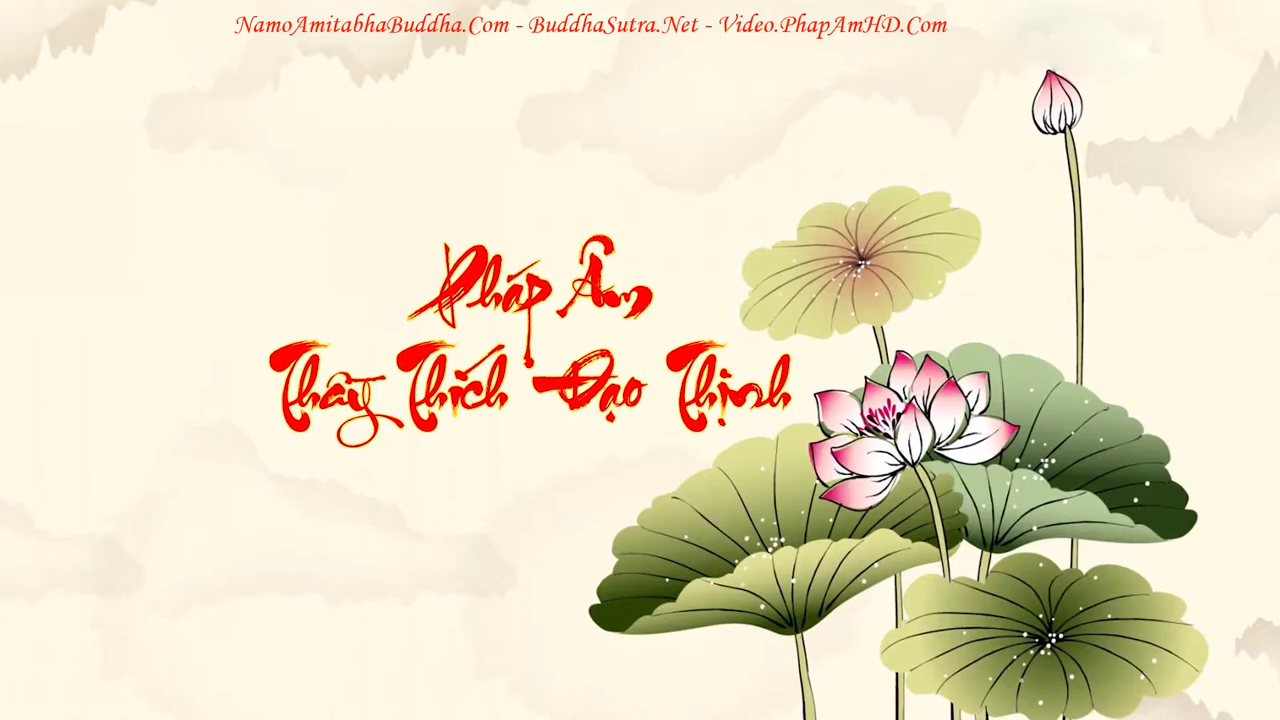 NamoAmitabhaBuddha.Com - BuddhaSutra.Net - Video.PhapAmHD.Com
Pháp Âm
Thầy Thích Đạo Thịnh